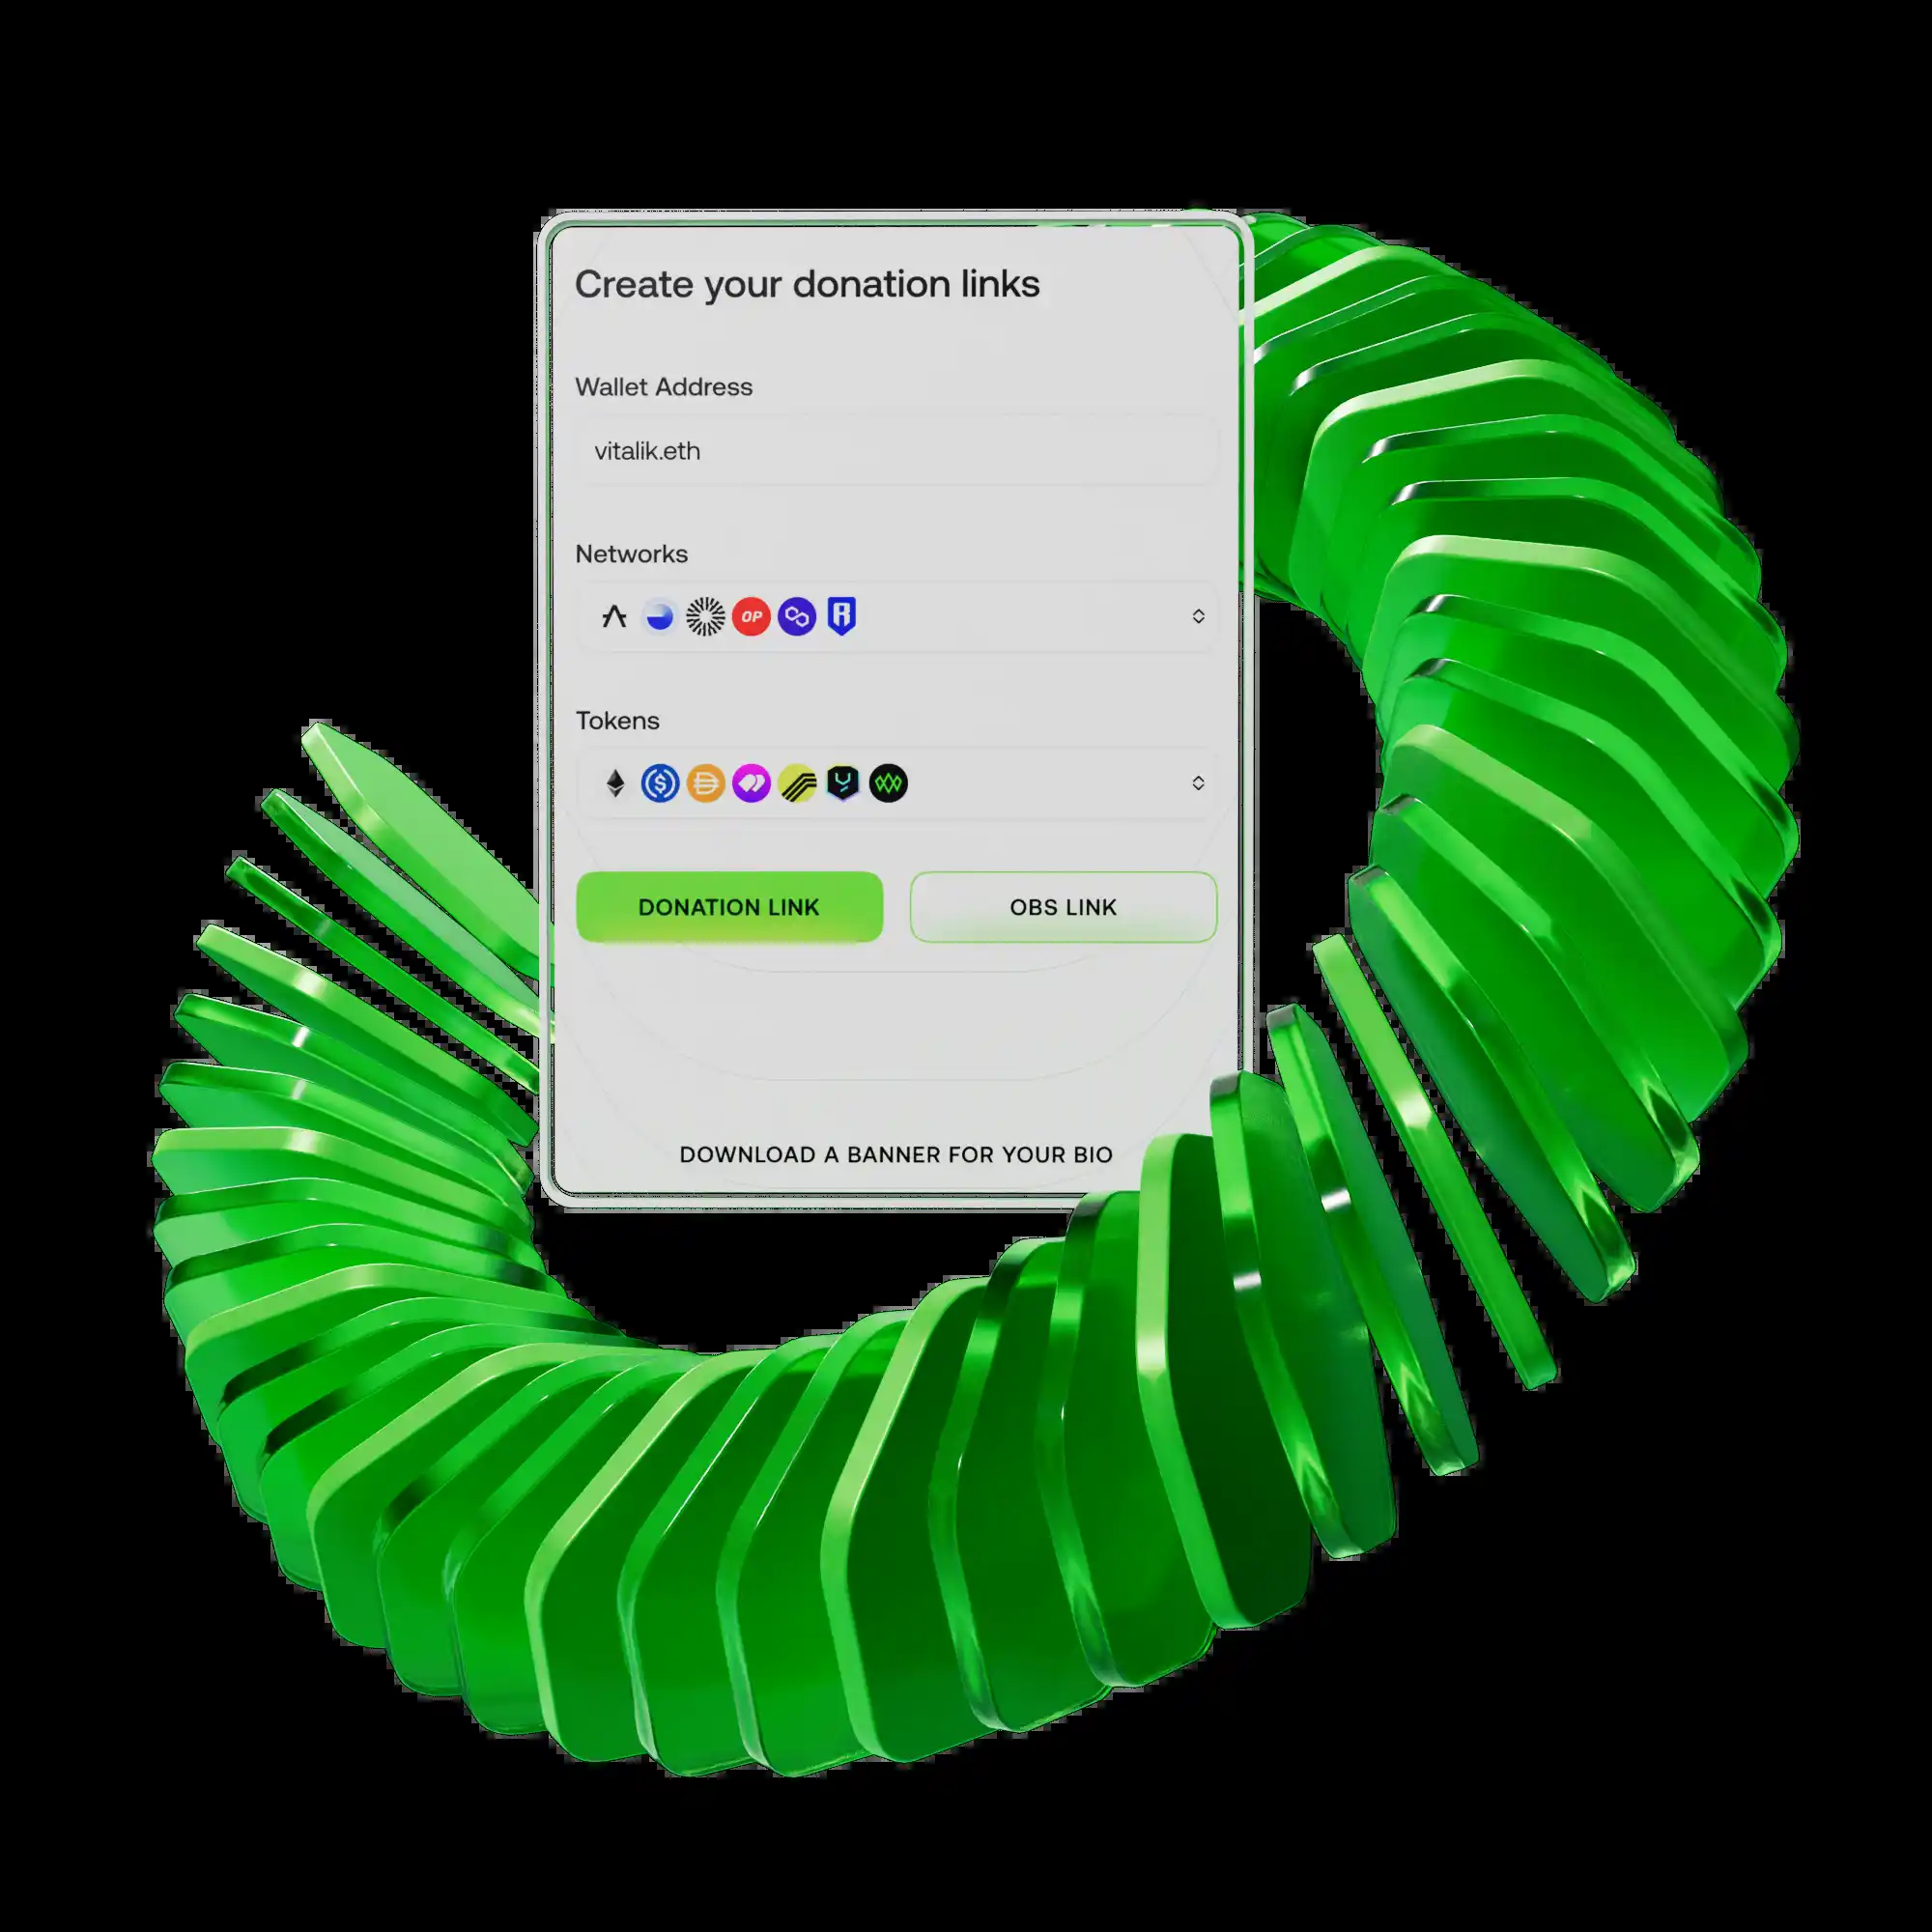 Create your donation links
Wallet Address
vitalik.eth
Networks
OP
R
Tokens
DONATION LINK
OBS LINK
DOWNLOAD A BANNER FOR YOUR BIO